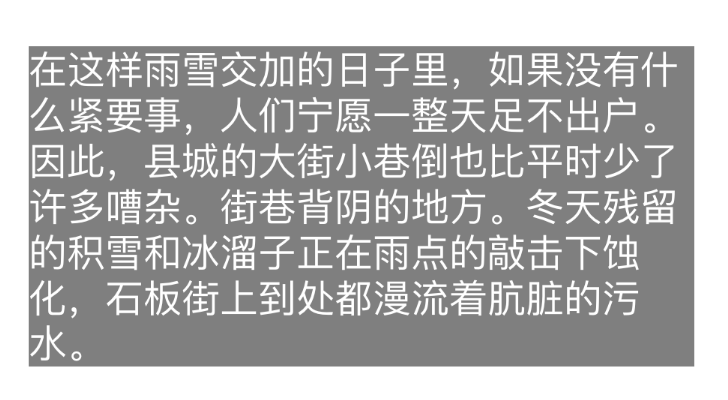 在这样雨雪交加的日子里，如果没有什
么紧要事，人们宁愿一整天足不出户。
因此，县城的大街小巷倒也比平时少了
许多嘈杂。街巷背阴的地方。冬天残留
的积雪和冰溜子正在雨点的敲击下蚀
化，石板街上到处都漫流着肮脏的污
水。